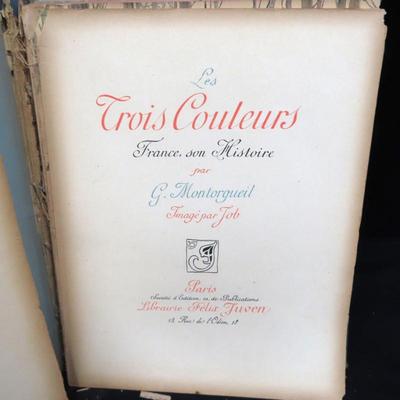 Les
Trois Couleurs
France, son Histoire
par
G. Montorgueil
Imagé par Job
Paris
Société d'Edition et de Publications
Librairie Félix Juven
13, Rue de l'Odéon, 13